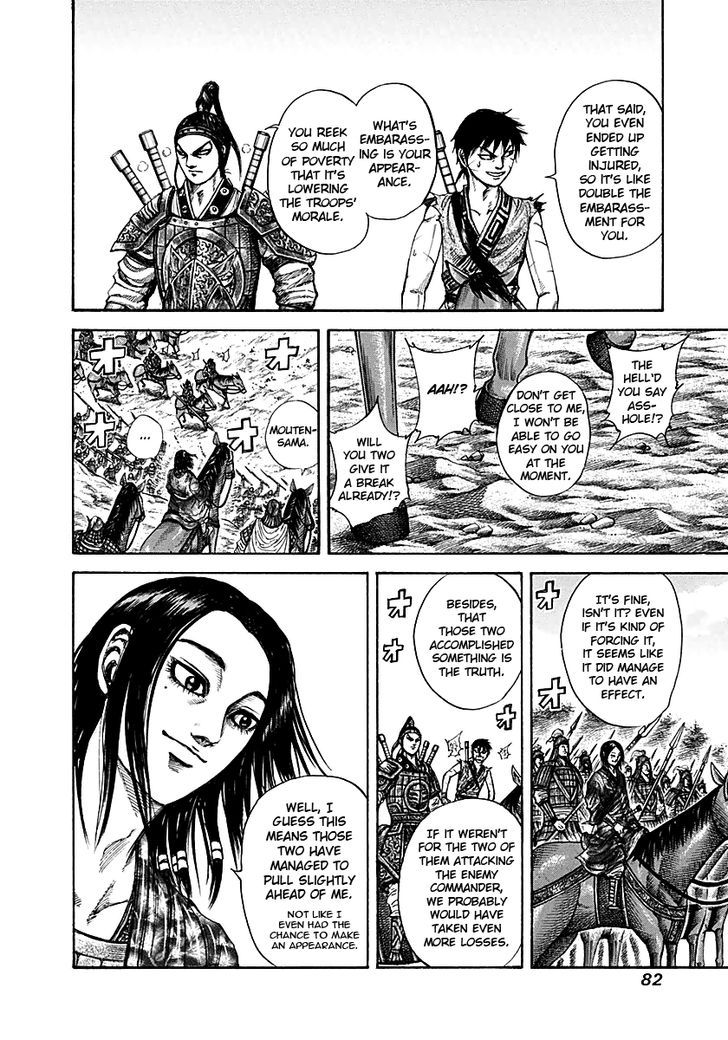 THAT SAID,
YOU EVEN
ENDED UP
GETTING
INJURED,
SO IT'S LIKE
DOUBLE THE
EMBARASS-
MENT FOR
YOU.
WHAT'S
EMBARASS-
ING IS YOUR
APPEAR-
ANCE.
YOU REEK
SO MUCH
OF POVERTY
THAT IT'S
LOWERING
THE TROOPS'
MORALE.
THE
HELL'D
YOU SAY
ASS-
HOLE!?
DON'T GET
CLOSE TO ME,
I WON'T BE
ABLE TO GO
EASY ON YOU
AT THE
MOMENT.
AAH!?
WILL
YOU TWO
GIVE IT
A BREAK
ALREADY!?
MOUTEN-
SAMA.
...
オ
オ
オ
IT'S FINE,
ISN'T IT? EVEN
IF IT'S KIND OF
FORCING IT,
IT SEEMS LIKE
IT DID MANAGE
TO HAVE AN
EFFECT.
オ
オ
BESIDES,
THAT
THOSE TWO
ACCOMPLISHED
SOMETHING IS
THE TRUTH.
オ
オ
IF IT WEREN'T
FOR THE TWO OF
THEM ATTACKING
THE ENEMY
COMMANDER,
WE PROBABLY
WOULD HAVE
TAKEN EVEN
MORE LOSSES.
WELL, I
GUESS THIS
MEANS THOSE
TWO HAVE
MANAGED TO
PULL SLIGHTLY
AHEAD OF ME.
NOT LIKE I
EVEN HAD THE
CHANCE TO MAKE
AN APPEARANCE.
82